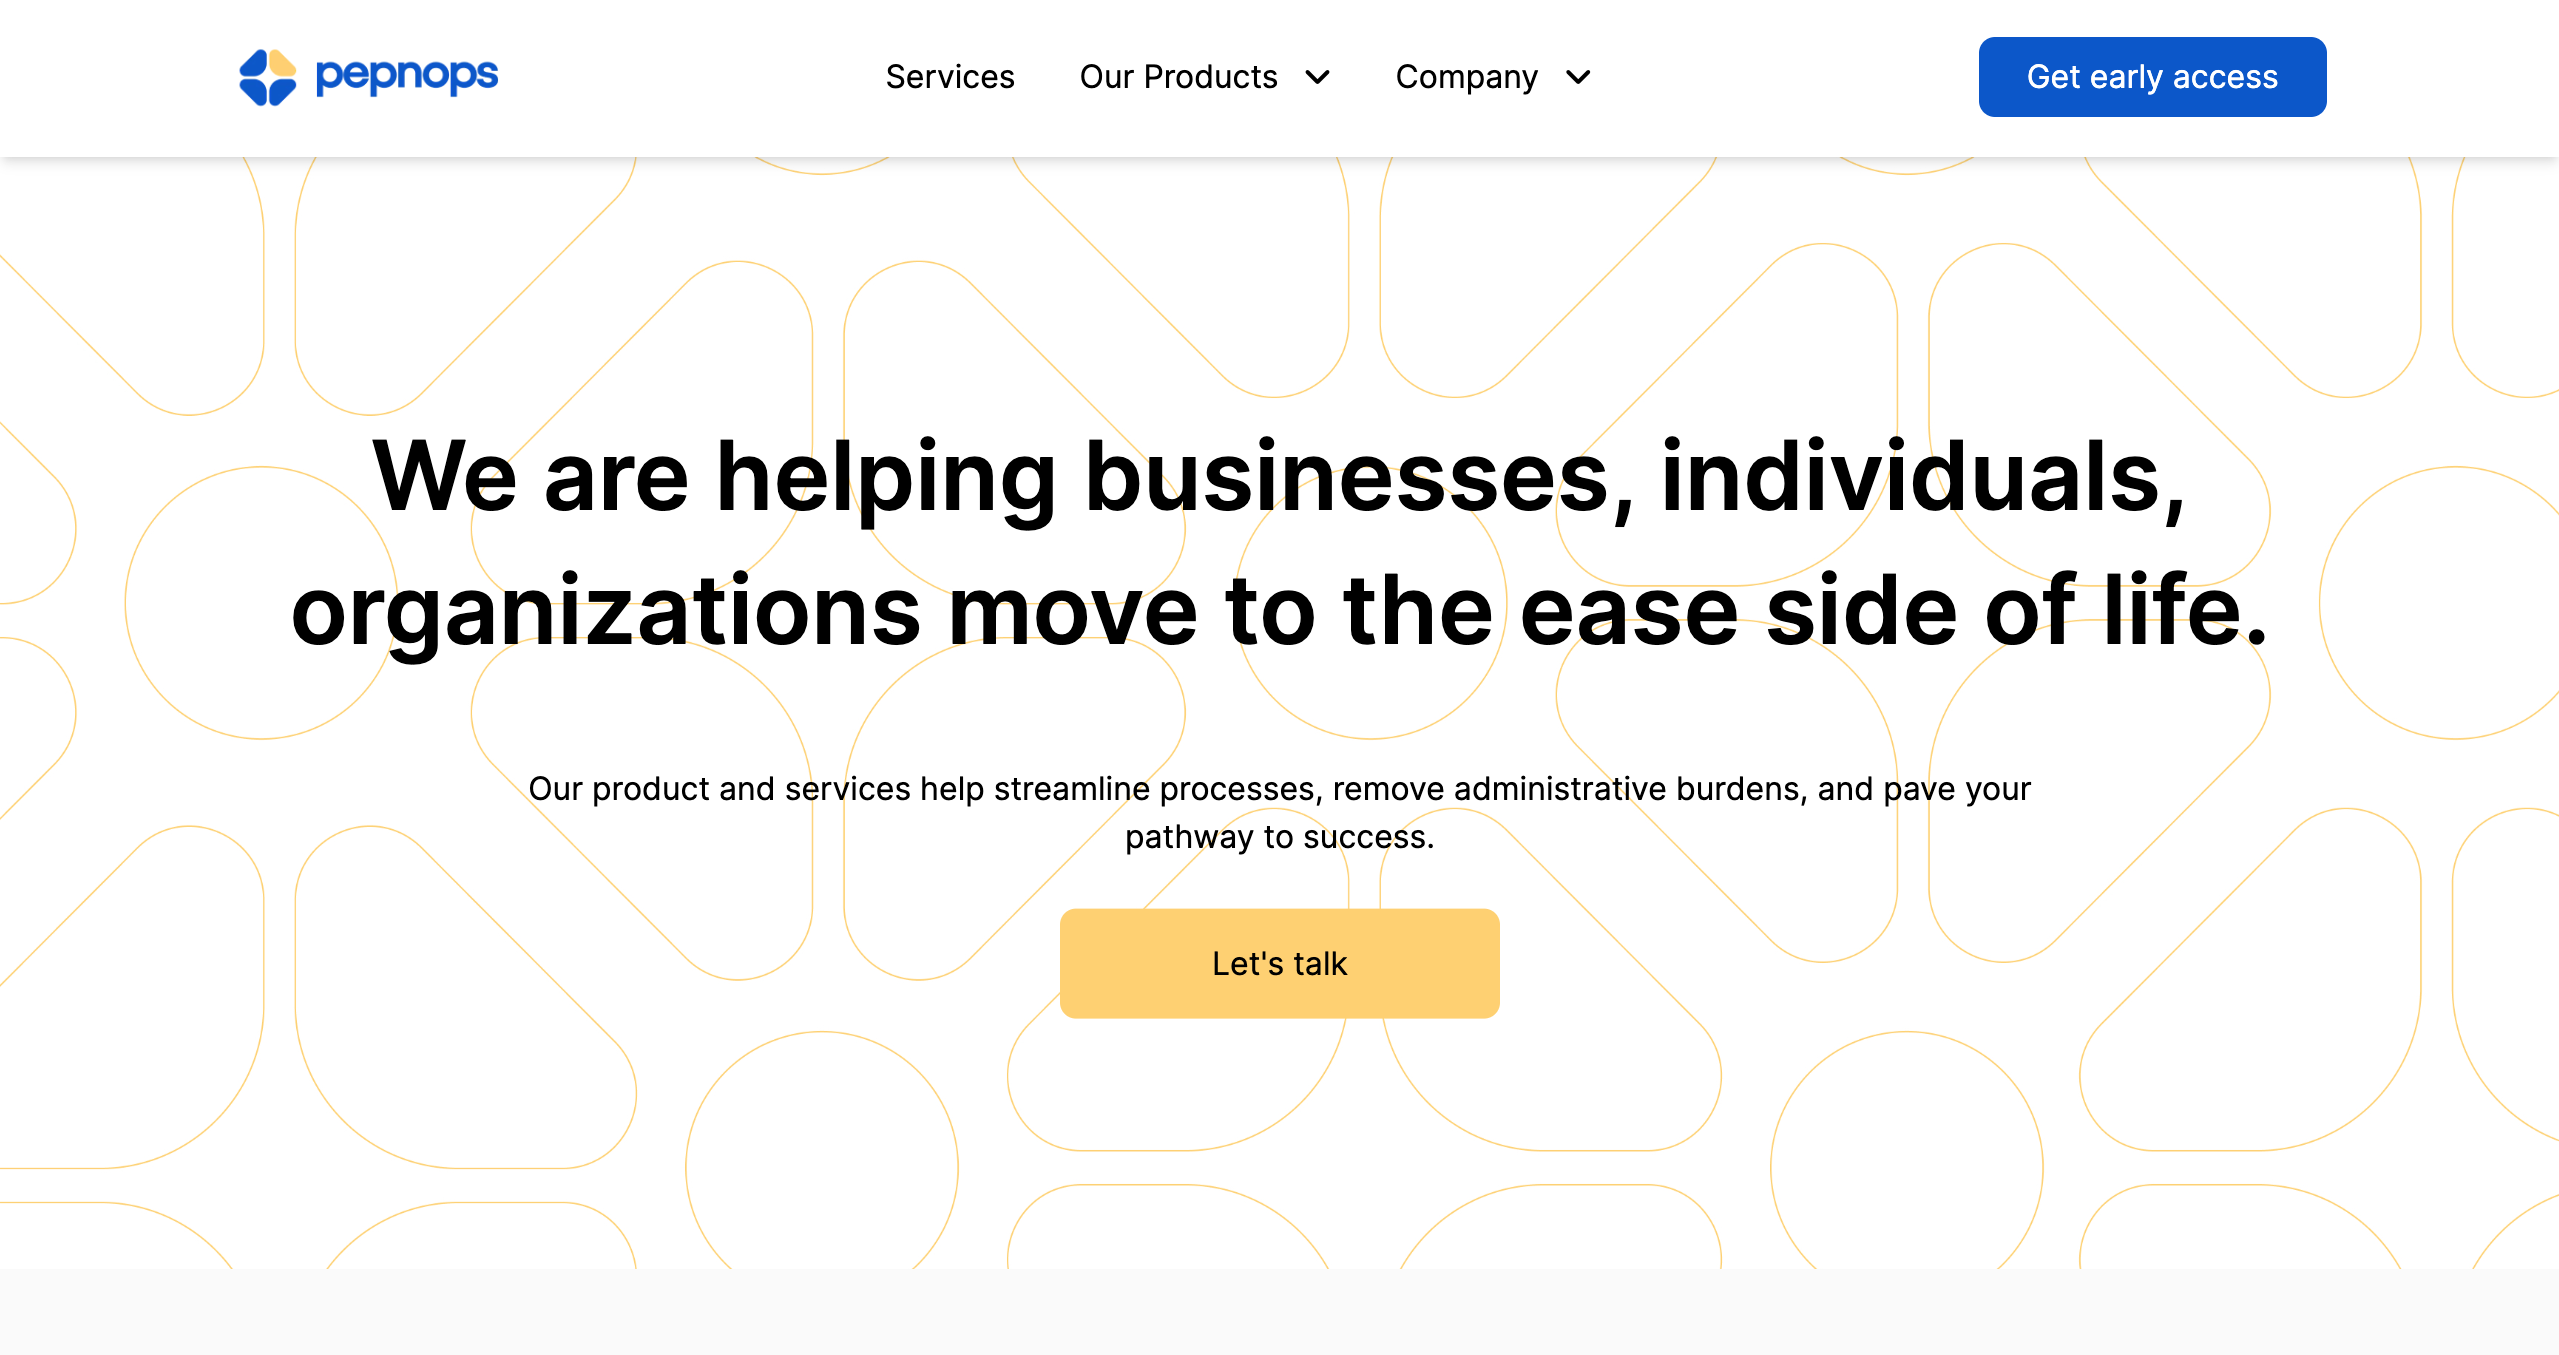 pepnops
Services
Our Products
Company
Get early access
We are helping businesses, individuals,
organizations move to the ease side of life.
Our product and services help streamline processes, remove administrative burdens, and pave your
pathway to success.
Let's talk